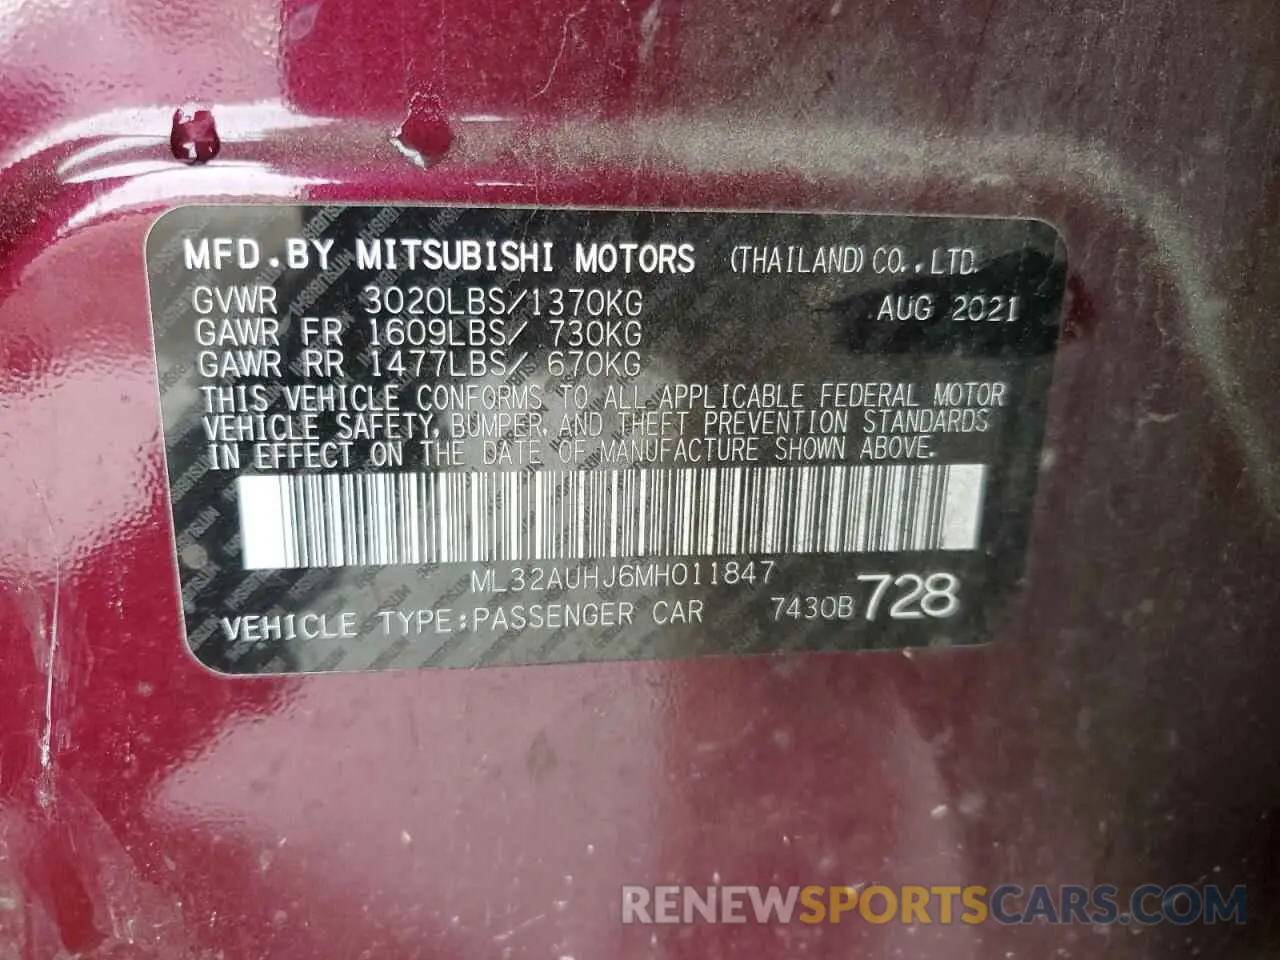 MFD.BY MITSUBISHI MOTORS (THAILAND) CO., LTD.
GVWR 3020LBS/1370KG AUG 2021
GAWR FR 1609LBS/ 730KG
GAWR RR 1477LBS/ 670KG
THIS VEHICLE CONFORMS TO ALL APPLICABLE FEDERAL MOTOR
VEHICLE SAFETY, BUMPER, AND THEFT PREVENTION STANDARDS
IN EFFECT ON THE DATE OF MANUFACTURE SHOWN ABOVE.
ML32AUHJ6MH011847
VEHICLE TYPE:PASSENGER CAR 7430B 728
RENEWSPORTSCARS.COM